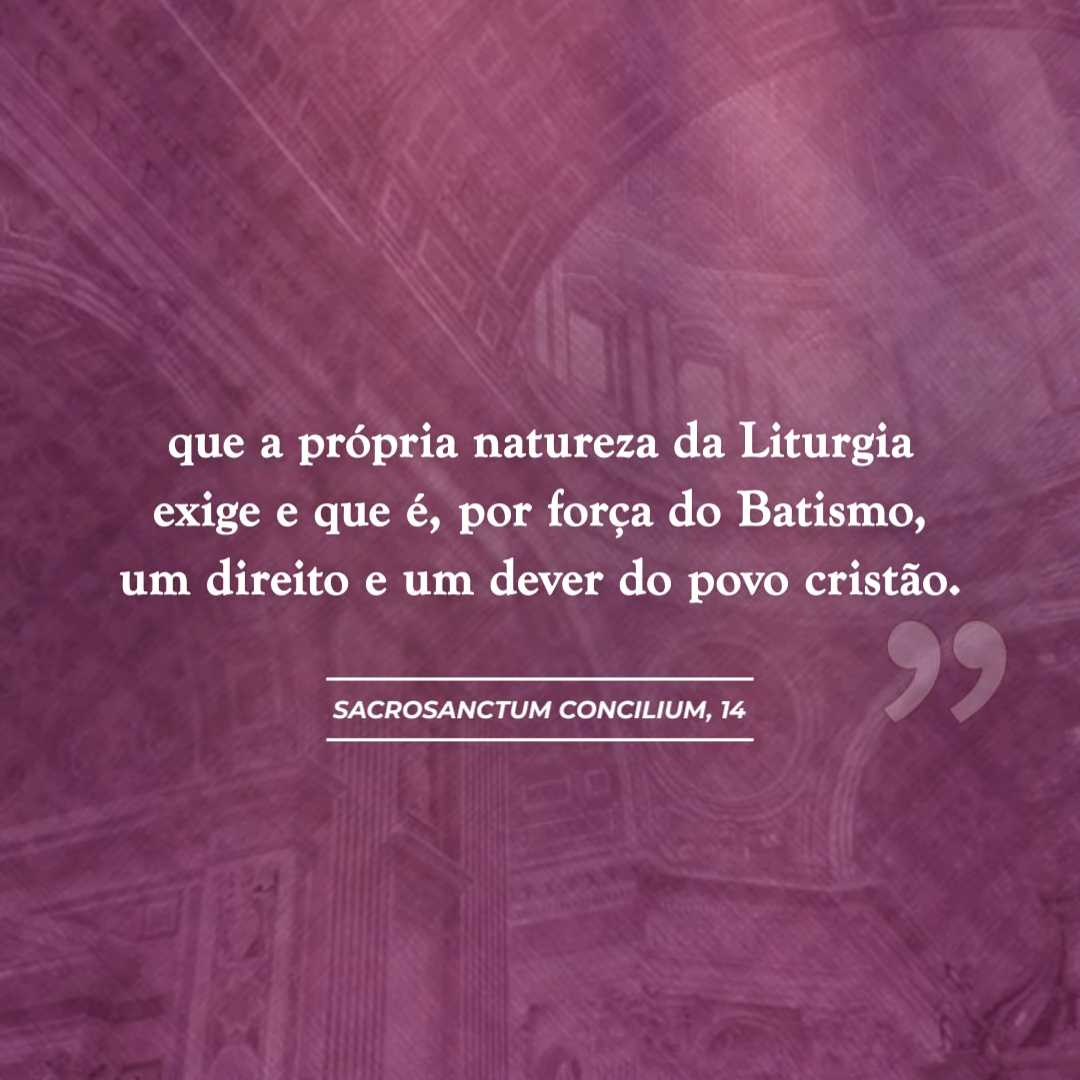 que a própria natureza da Liturgia
exige e que é, por força do Batismo,
um direito e um dever do povo cristão.
”
SACROSANCTUM CONCILIUM, 14